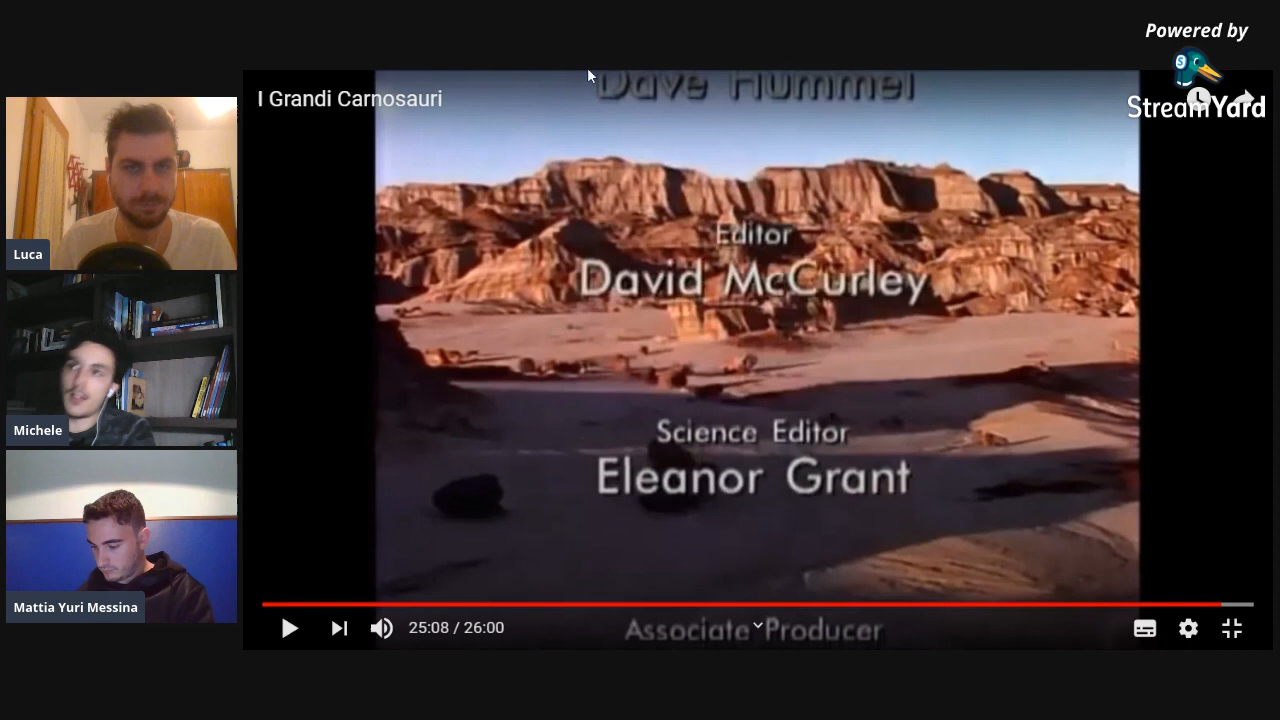 Powered by
StreamYard
I Grandi Carnosauri
Dave Hummel
Editor
David McCurley
Science Editor
Eleanor Grant
Associate Producer
25:08 / 26:00
Luca
Michele
Mattia Yuri Messina